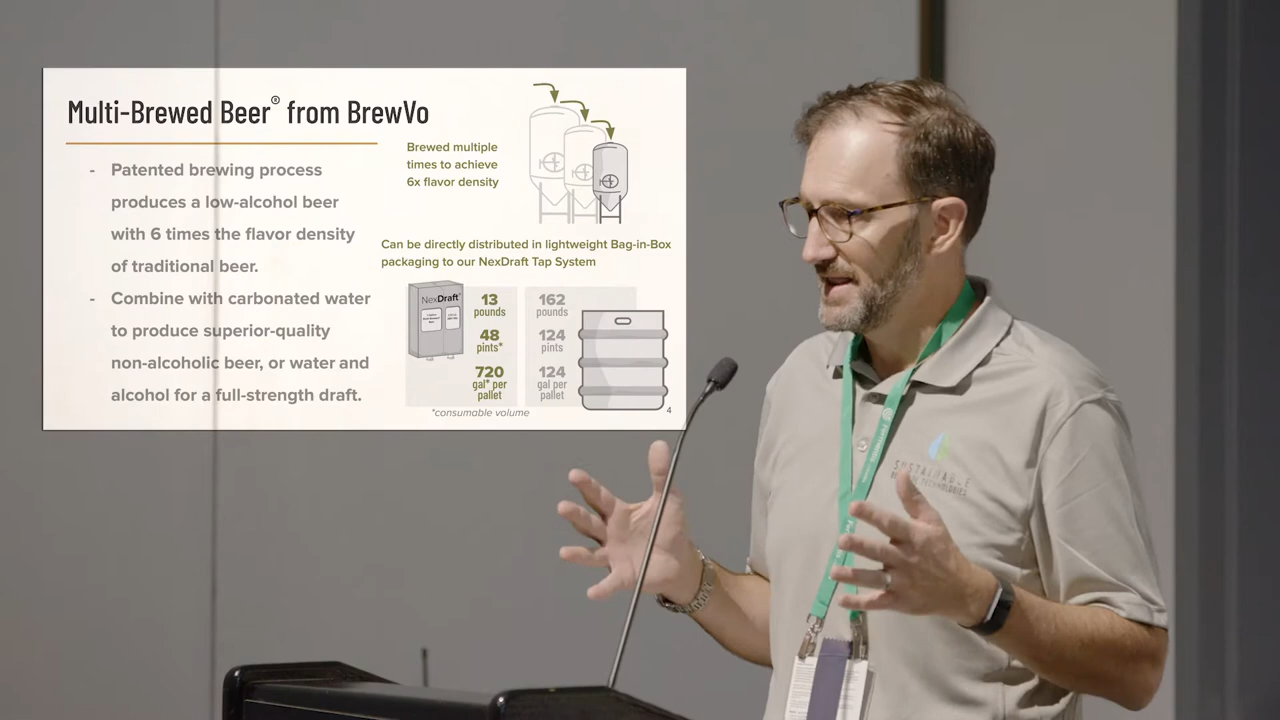 Multi-Brewed Beer® from BrewVo
- Patented brewing process
produces a low-alcohol beer
with 6 times the flavor density
of traditional beer.
- Combine with carbonated water
to produce superior-quality
non-alcoholic beer, or water and
alcohol for a full-strength draft.
Brewed multiple
times to achieve
6x flavor density
Can be directly distributed in lightweight Bag-in-Box
packaging to our NexDraft Tap System
NexDraft
13
pounds
48
pints*
720
gal* per
pallet
162
pounds
124
pints
124
gal per
pallet
*consumable volume
4
SUSTAINABLE
TECHNOLOGIES